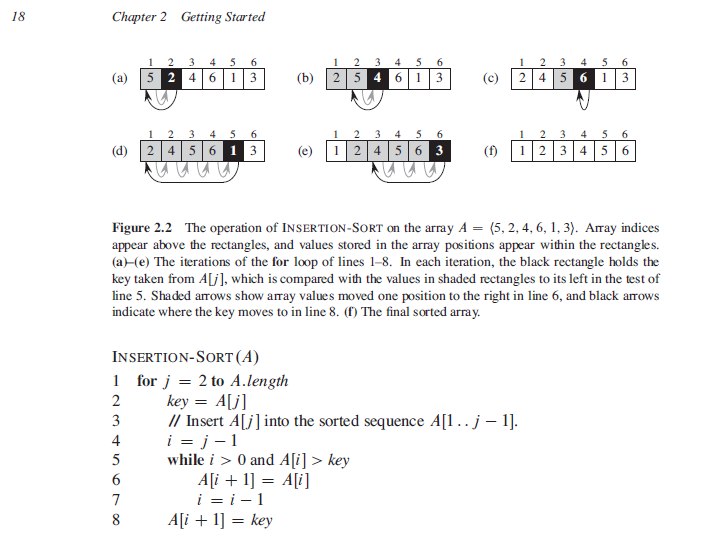 18 Chapter 2 Getting Started
1 2 3 4 5 6 1 2 3 4 5 6 1 2 3 4 5 6
(a) 5 2 4 6 1 3 (b) 2 5 4 6 1 3 (c) 2 4 5 6 1 3
1 2 3 4 5 6 1 2 3 4 5 6 1 2 3 4 5 6
(d) 2 4 5 6 1 3 (e) 1 2 4 5 6 3 (f) 1 2 3 4 5 6
Figure 2.2 The operation of INSERTION-SORT on the array A = ⟨5, 2, 4, 6, 1, 3⟩. Array indices
appear above the rectangles, and values stored in the array positions appear within the rectangles.
(a)–(e) The iterations of the for loop of lines 1–8. In each iteration, the black rectangle holds the
key taken from A[j], which is compared with the values in shaded rectangles to its left in the test of
line 5. Shaded arrows show array values moved one position to the right in line 6, and black arrows
indicate where the key moves to in line 8. (f) The final sorted array.
INSERTION-SORT(A)
1 for j = 2 to A.length
2 key = A[j]
3 // Insert A[j] into the sorted sequence A[1 . . j − 1].
4 i = j − 1
5 while i > 0 and A[i] > key
6 A[i + 1] = A[i]
7 i = i − 1
8 A[i + 1] = key